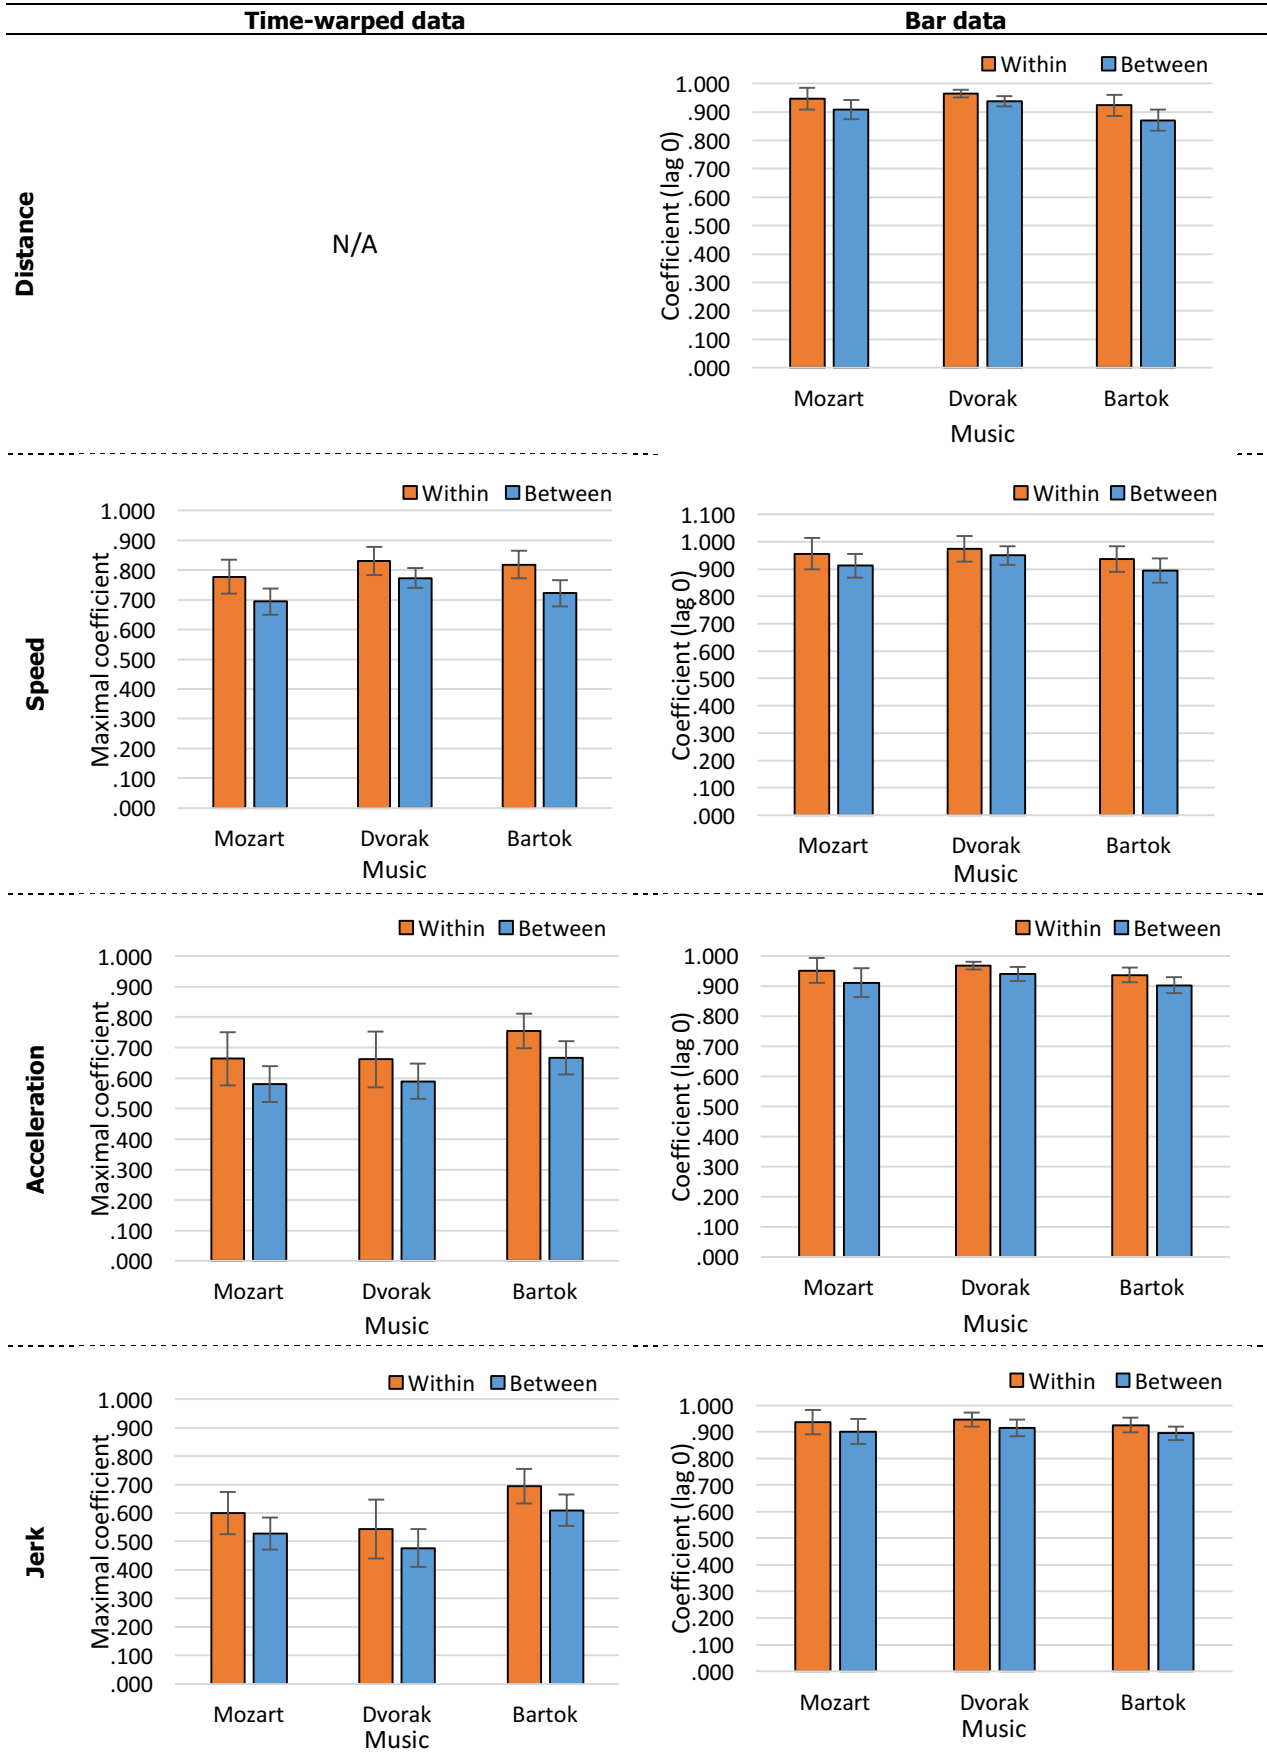 Time-warped data Bar data
Distance
N/A
Within Between
Coefficient (lag 0)
1.000
.900
.800
.700
.600
.500
.400
.300
.200
.100
.000
Mozart Dvorak Bartok
Music
Speed
Within Between
Maximal coefficient
1.000
.900
.800
.700
.600
.500
.400
.300
.200
.100
.000
Mozart Dvorak Bartok
Music
Within Between
Coefficient (lag 0)
1.100
1.000
.900
.800
.700
.600
.500
.400
.300
.200
.100
.000
Mozart Dvorak Bartok
Music
Acceleration
Within Between
Maximal coefficient
1.000
.900
.800
.700
.600
.500
.400
.300
.200
.100
.000
Mozart Dvorak Bartok
Music
Within Between
Coefficient (lag 0)
1.000
.900
.800
.700
.600
.500
.400
.300
.200
.100
.000
Mozart Dvorak Bartok
Music
Jerk
Within Between
Maximal coefficient
1.000
.900
.800
.700
.600
.500
.400
.300
.200
.100
.000
Mozart Dvorak Bartok
Music
Within Between
Coefficient (lag 0)
1.000
.900
.800
.700
.600
.500
.400
.300
.200
.100
.000
Mozart Dvorak Bartok
Music